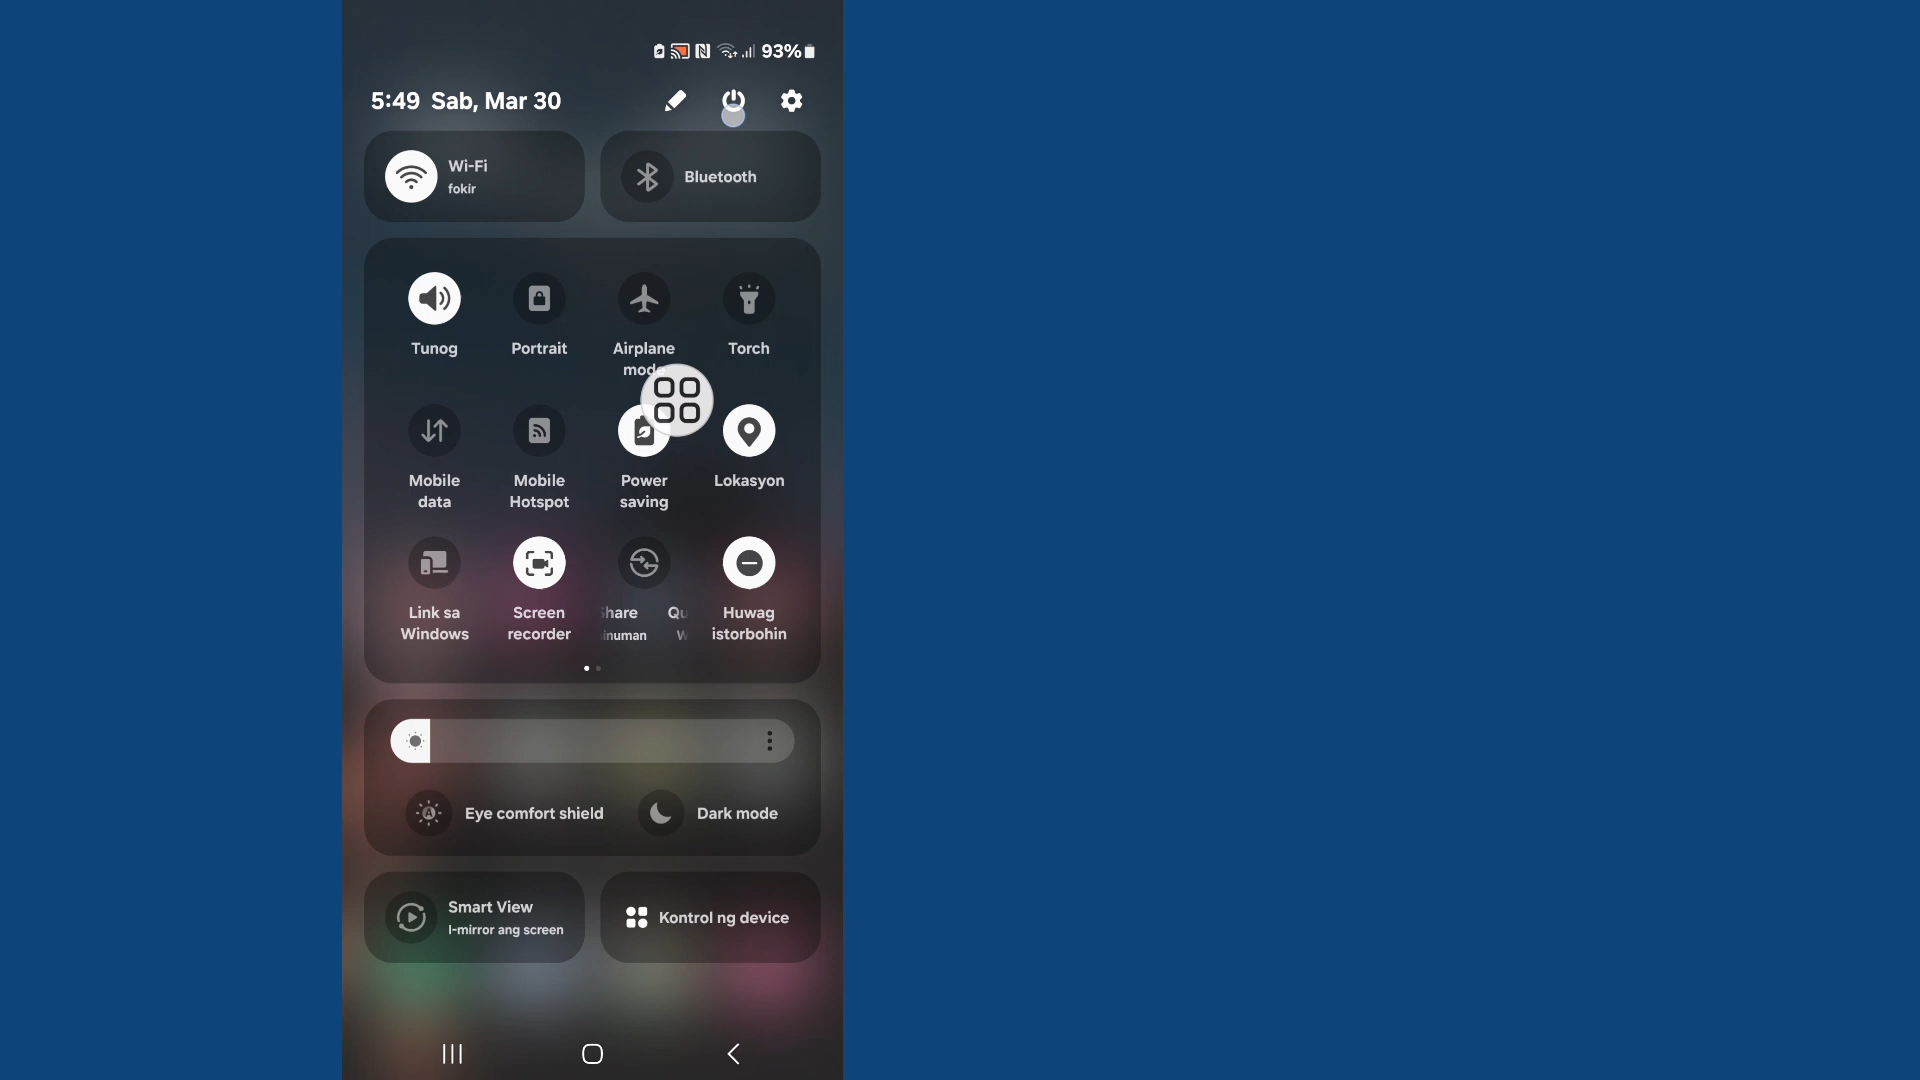 93%
5:49 Sab, Mar 30
Wi-Fi
fokir
Bluetooth
Tunog
Portrait
Airplane
mode
Torch
Mobile
data
Mobile
Hotspot
Power
saving
Lokasyon
Link sa
Windows
Screen
recorder
Share
Huwag
istorbohin
Eye comfort shield
Dark mode
Smart View
I-mirror ang screen
Kontrol ng device